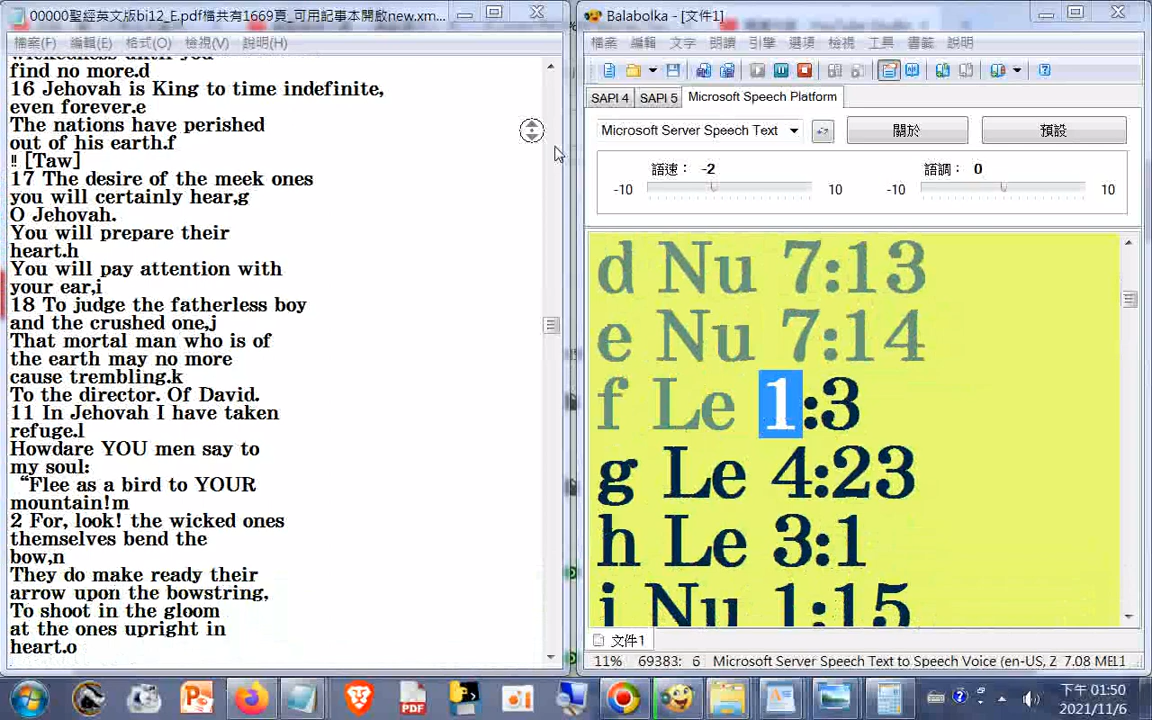 00000聖經英文版bi12_E.pdf檔共有1669頁_可用記事本開啟new.xm...
檔案(F) 編輯(E) 格式(O) 檢視(V) 說明(H)
find no more.d
16 Jehovah is King to time indefinite,
even forever.e
The nations have perished
out of his earth.f
‼ [Taw]
17 The desire of the meek ones
you will certainly hear,g
O Jehovah.
You will prepare their
heart.h
You will pay attention with
your ear,i
18 To judge the fatherless boy
and the crushed one,j
That mortal man who is of
the earth may no more
cause trembling.k
To the director. Of David.
11 In Jehovah I have taken
refuge.l
Howdare YOU men say to
my soul:
“Flee as a bird to YOUR
mountain!m
2 For, look! the wicked ones
themselves bend the
bow,n
They do make ready their
arrow upon the bowstring,
To shoot in the gloom
at the ones upright in
heart.o
Balabolka - [文件1]
檔案 編輯 文字 朗讀 引擎 選項 檢視 工具 書籤 說明
SAPI 4 SAPI 5 Microsoft Speech Platform
Microsoft Server Speech Text 關於 預設
語速： -2 語調： 0
-10 10 -10 10
d Nu 7:13
e Nu 7:14
f Le 1:3
g Le 4:23
h Le 3:1
i Nu 1:15
文件1
11% 69383: 6 Microsoft Server Speech Text to Speech Voice (en-US, Z 7.08 ME11
下午 01:50
2021/11/6